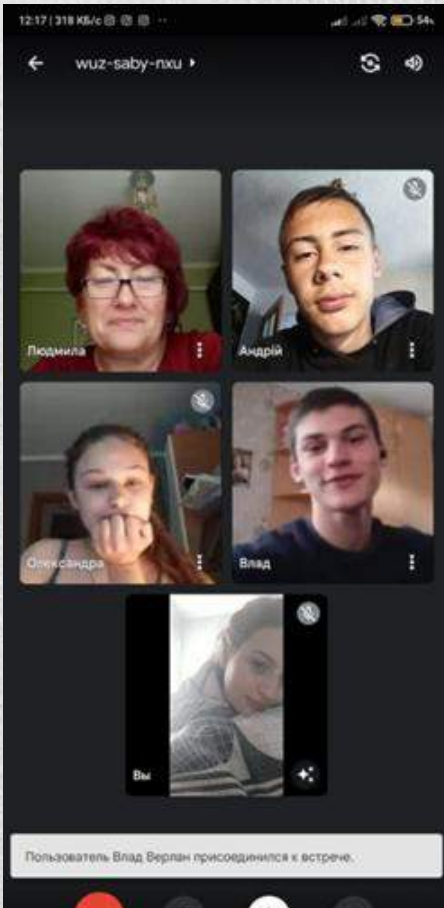 12:17 | 318 КБ/с
54
wuz-saby-nxu
Людмила
Андрій
Олександра
Влад
Вы
Пользователь Влад Верлан присоединился к встрече.